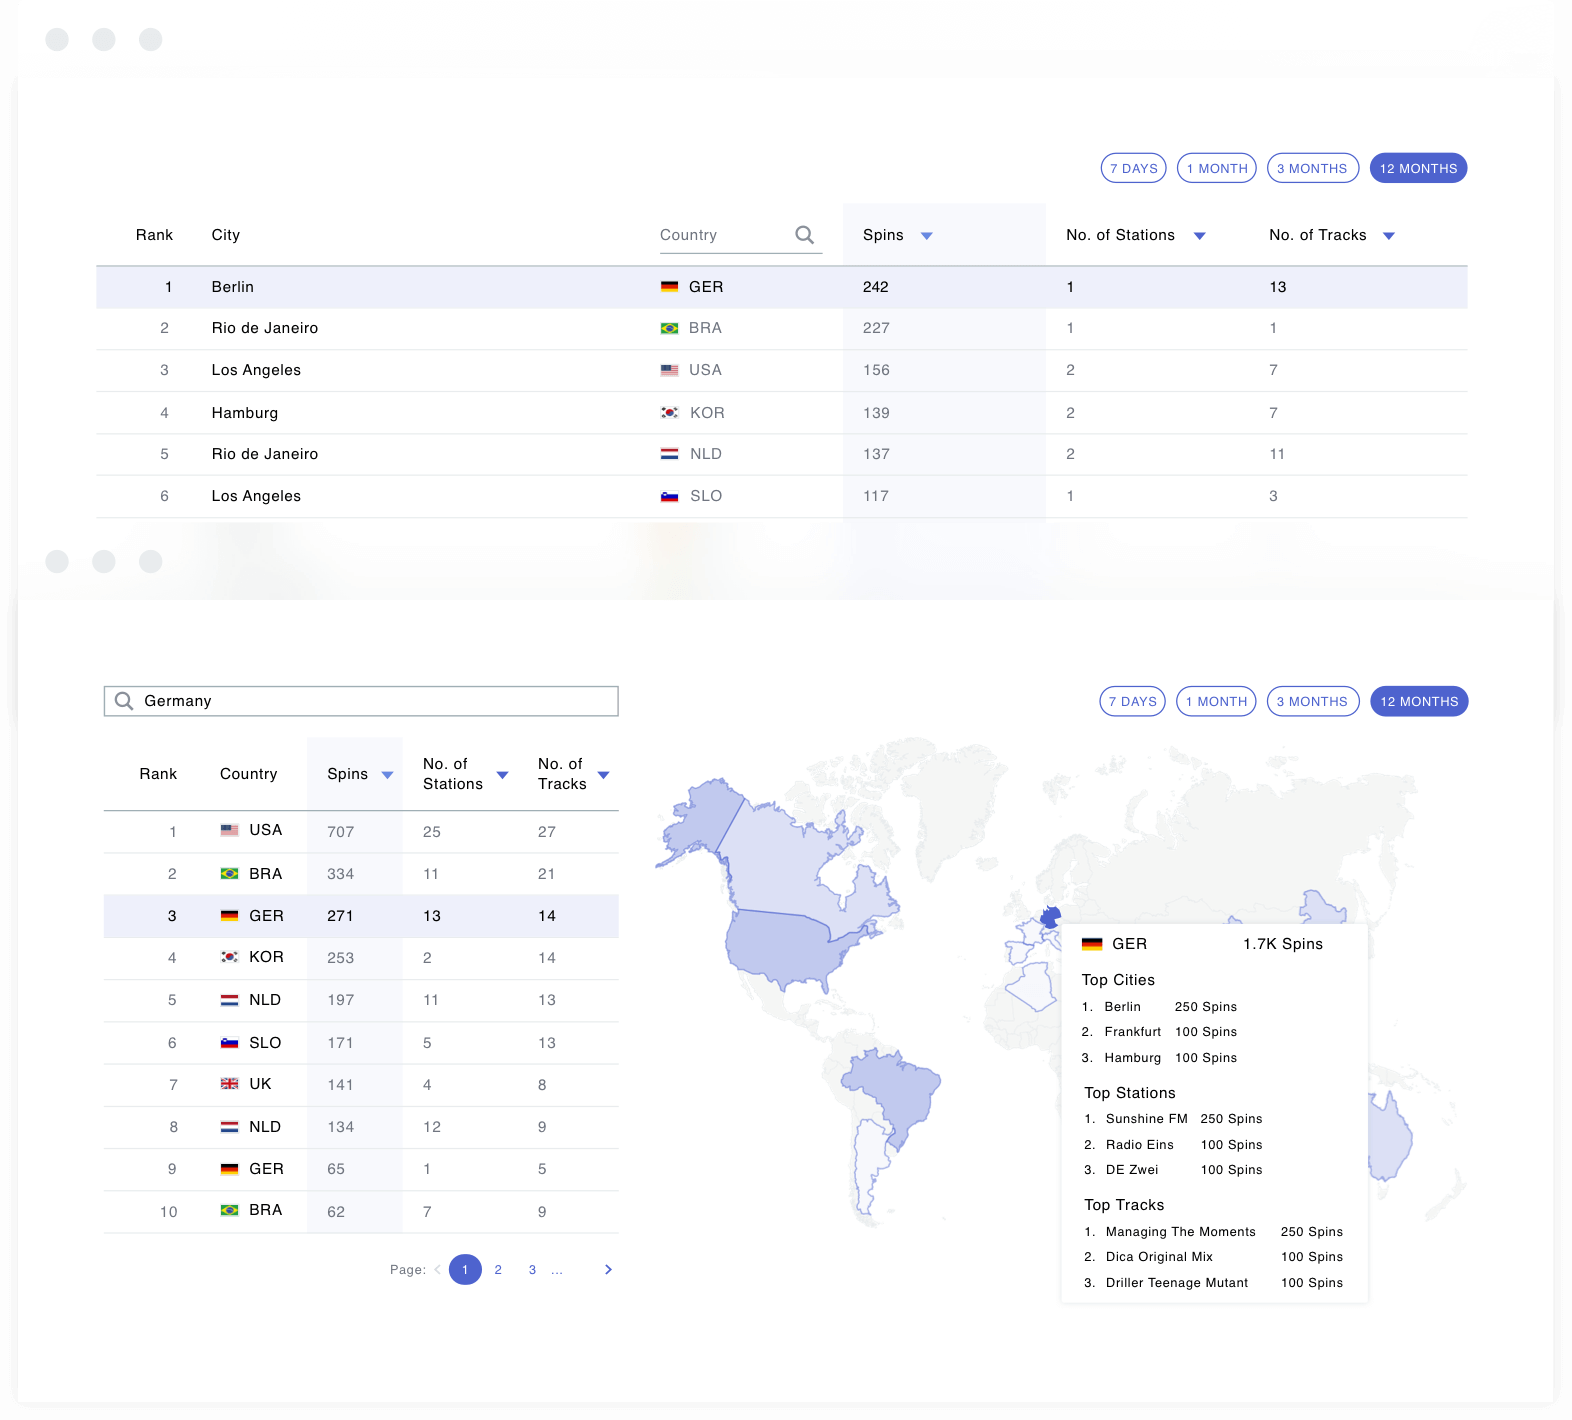 7 DAYS 1 MONTH 3 MONTHS 12 MONTHS
Rank City Country Spins No. of Stations No. of Tracks
1 Berlin GER 242 1 13
2 Rio de Janeiro BRA 227 1 1
3 Los Angeles USA 156 2 7
4 Hamburg KOR 139 2 7
5 Rio de Janeiro NLD 137 2 11
6 Los Angeles SLO 117 1 3
Germany
7 DAYS 1 MONTH 3 MONTHS 12 MONTHS
Rank Country Spins No. of Stations No. of Tracks
1 USA 707 25 27
2 BRA 334 11 21
3 GER 271 13 14
4 KOR 253 2 14
5 NLD 197 11 13
6 SLO 171 5 13
7 UK 141 4 8
8 NLD 134 12 9
9 GER 65 1 5
10 BRA 62 7 9
Page: < 1 2 3 ... >
GER 1.7K Spins
Top Cities
1. Berlin 250 Spins
2. Frankfurt 100 Spins
3. Hamburg 100 Spins
Top Stations
1. Sunshine FM 250 Spins
2. Radio Eins 100 Spins
3. DE Zwei 100 Spins
Top Tracks
1. Managing The Moments 250 Spins
2. Dica Original Mix 100 Spins
3. Driller Teenage Mutant 100 Spins